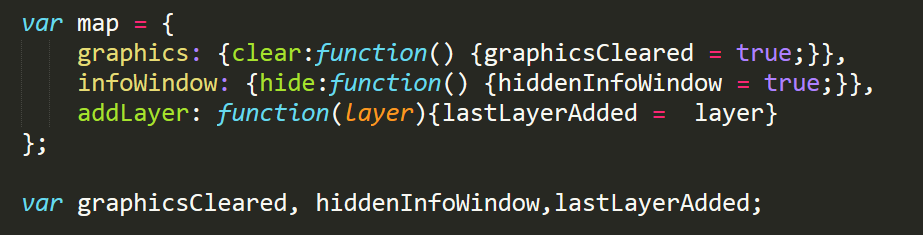 var map = {
    graphics: {clear:function() {graphicsCleared = true;}},
    infoWindow: {hide:function() {hiddenInfoWindow = true;}},
    addLayer: function(layer){lastLayerAdded =  layer}
};

var graphicsCleared, hiddenInfoWindow,lastLayerAdded;